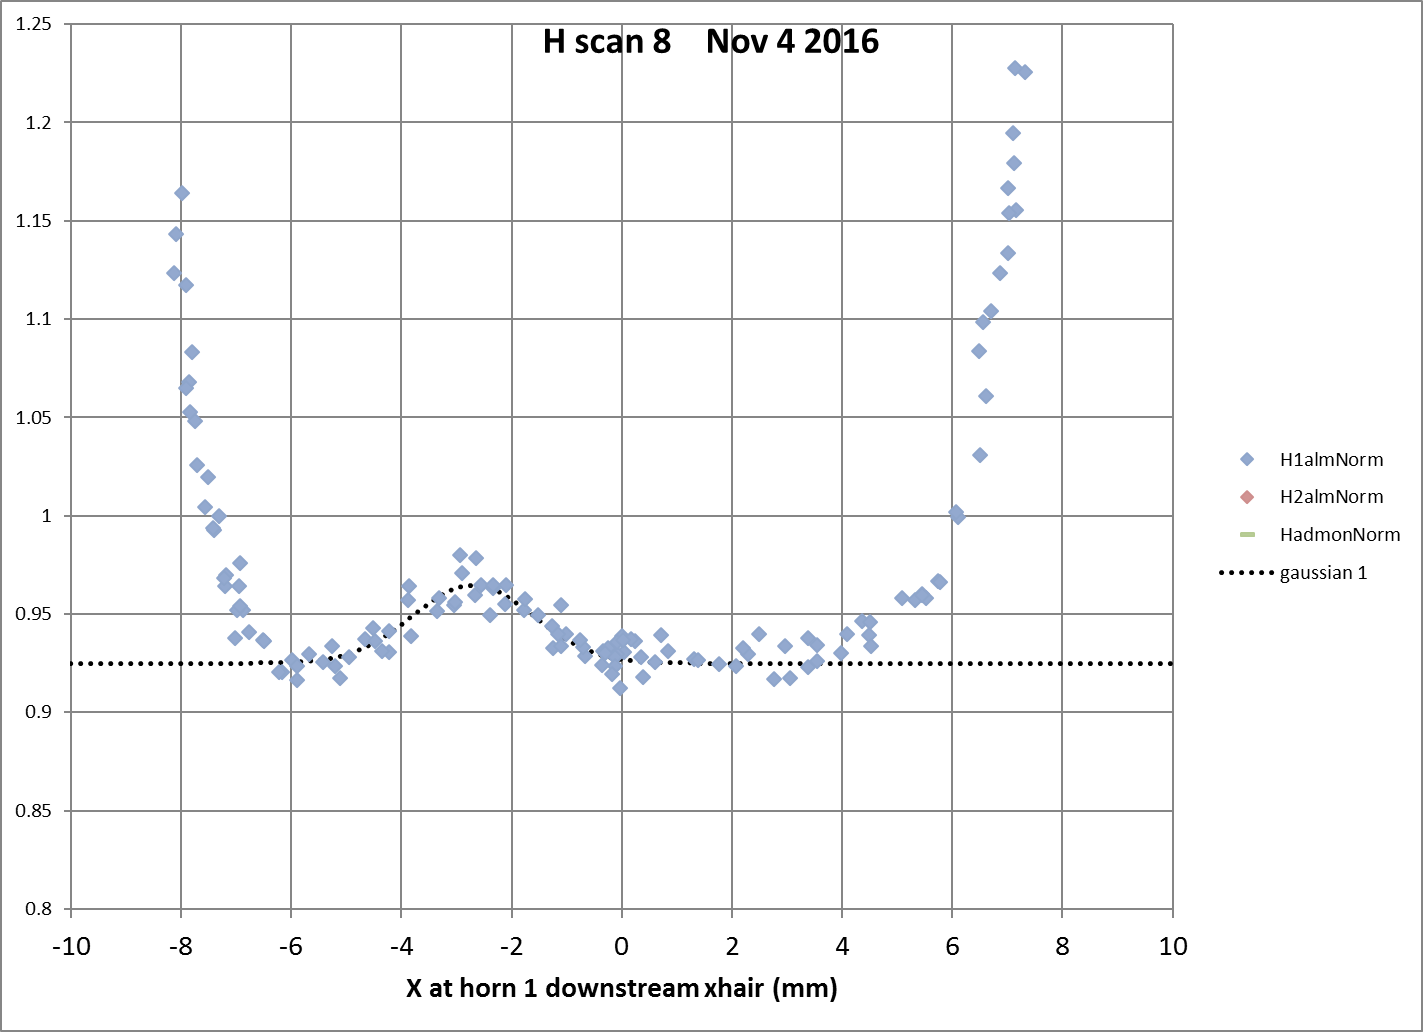 H scan 8    Nov 4 2016
1.25
1.2
1.15
1.1
1.05
1
0.95
0.9
0.85
0.8
-10 -8 -6 -4 -2 0 2 4 6 8 10
X at horn 1 downstream xhair (mm)
H1almNorm
H2almNorm
HadmonNorm
gaussian 1